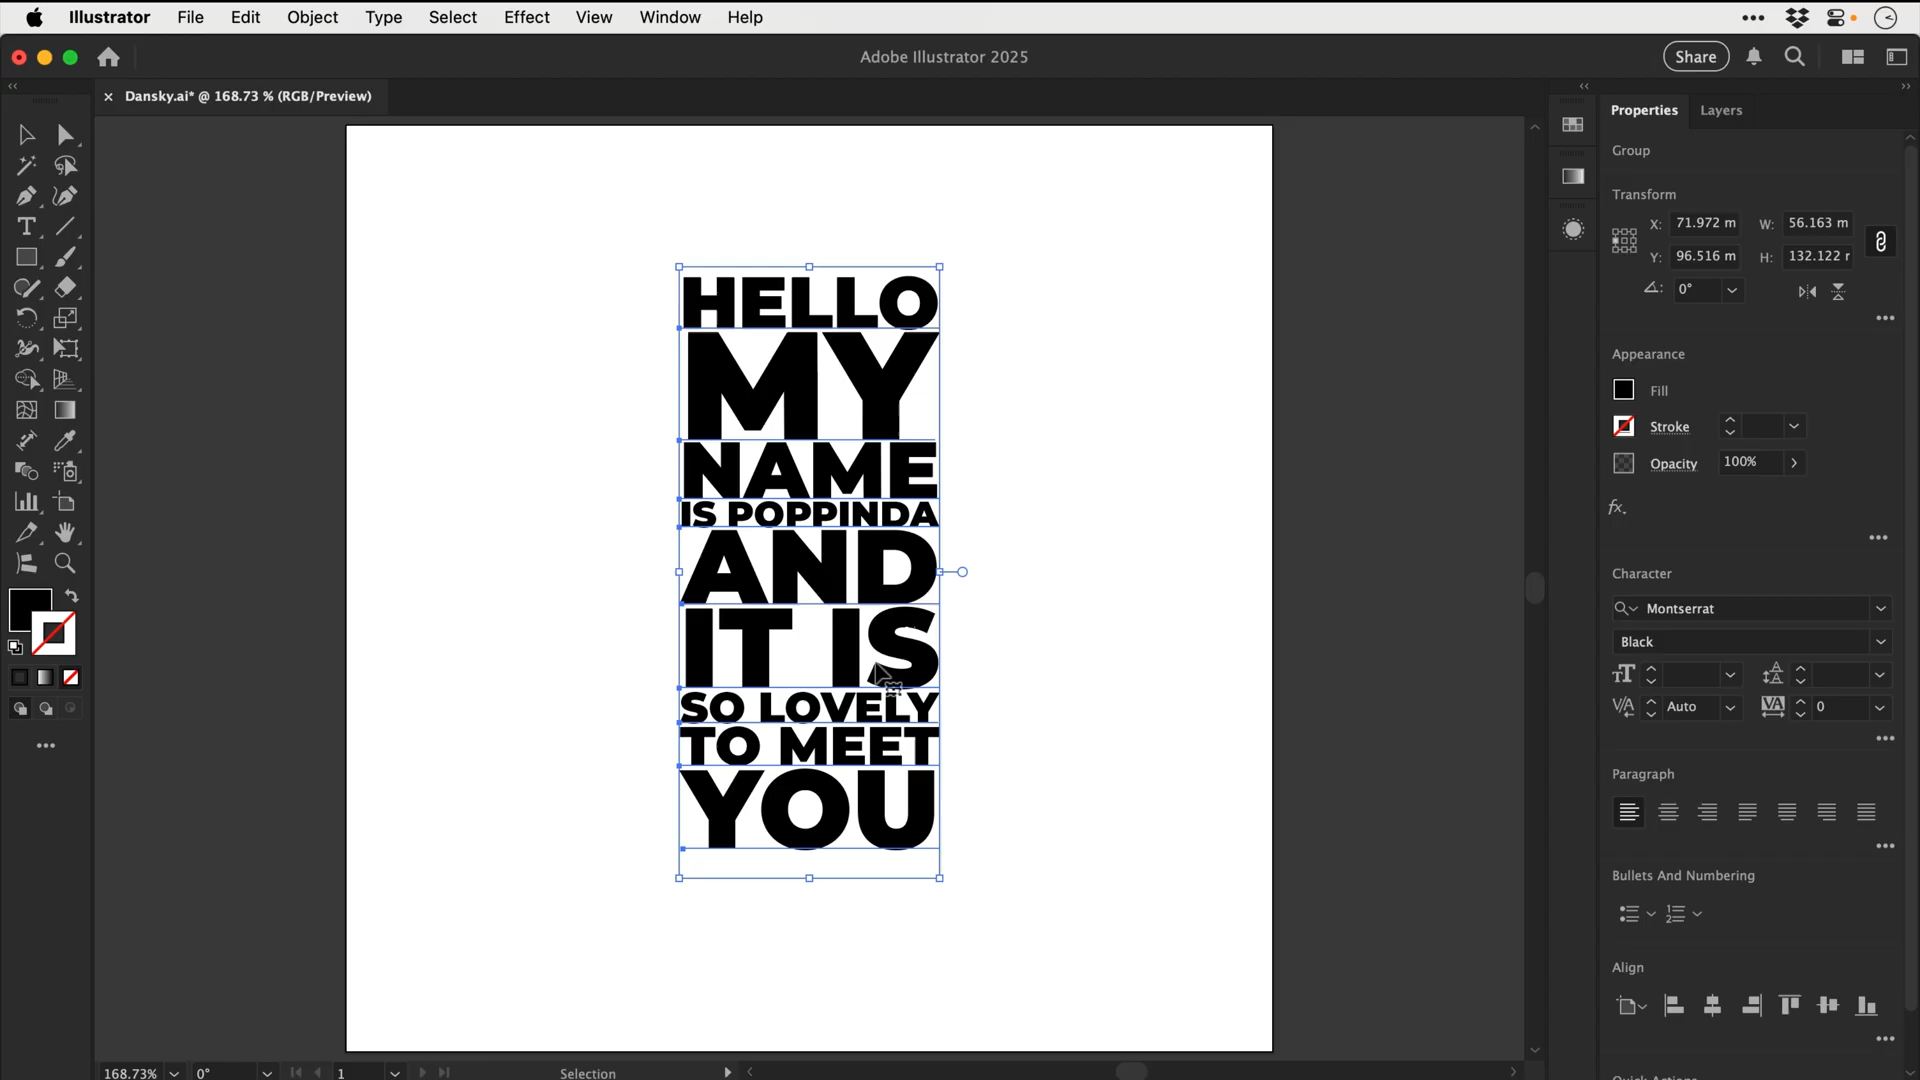 Illustrator File Edit Object Type Select Effect View Window Help
Adobe Illustrator 2025
Share
Dansky.ai* @ 168.73 % (RGB/Preview)
Properties Layers
Group
Transform
X: 71.972 m W: 56.163 m
Y: 96.516 m H: 132.122 r
0°
Appearance
Fill
Stroke
Opacity 100%
fx.
Character
Montserrat
Black
Auto 0
Paragraph
Bullets And Numbering
Align
HELLO
MY
NAME
IS POPPINDA
AND
IT IS
SO LOVELY
TO MEET
YOU
168.73% 0° 1 Selection